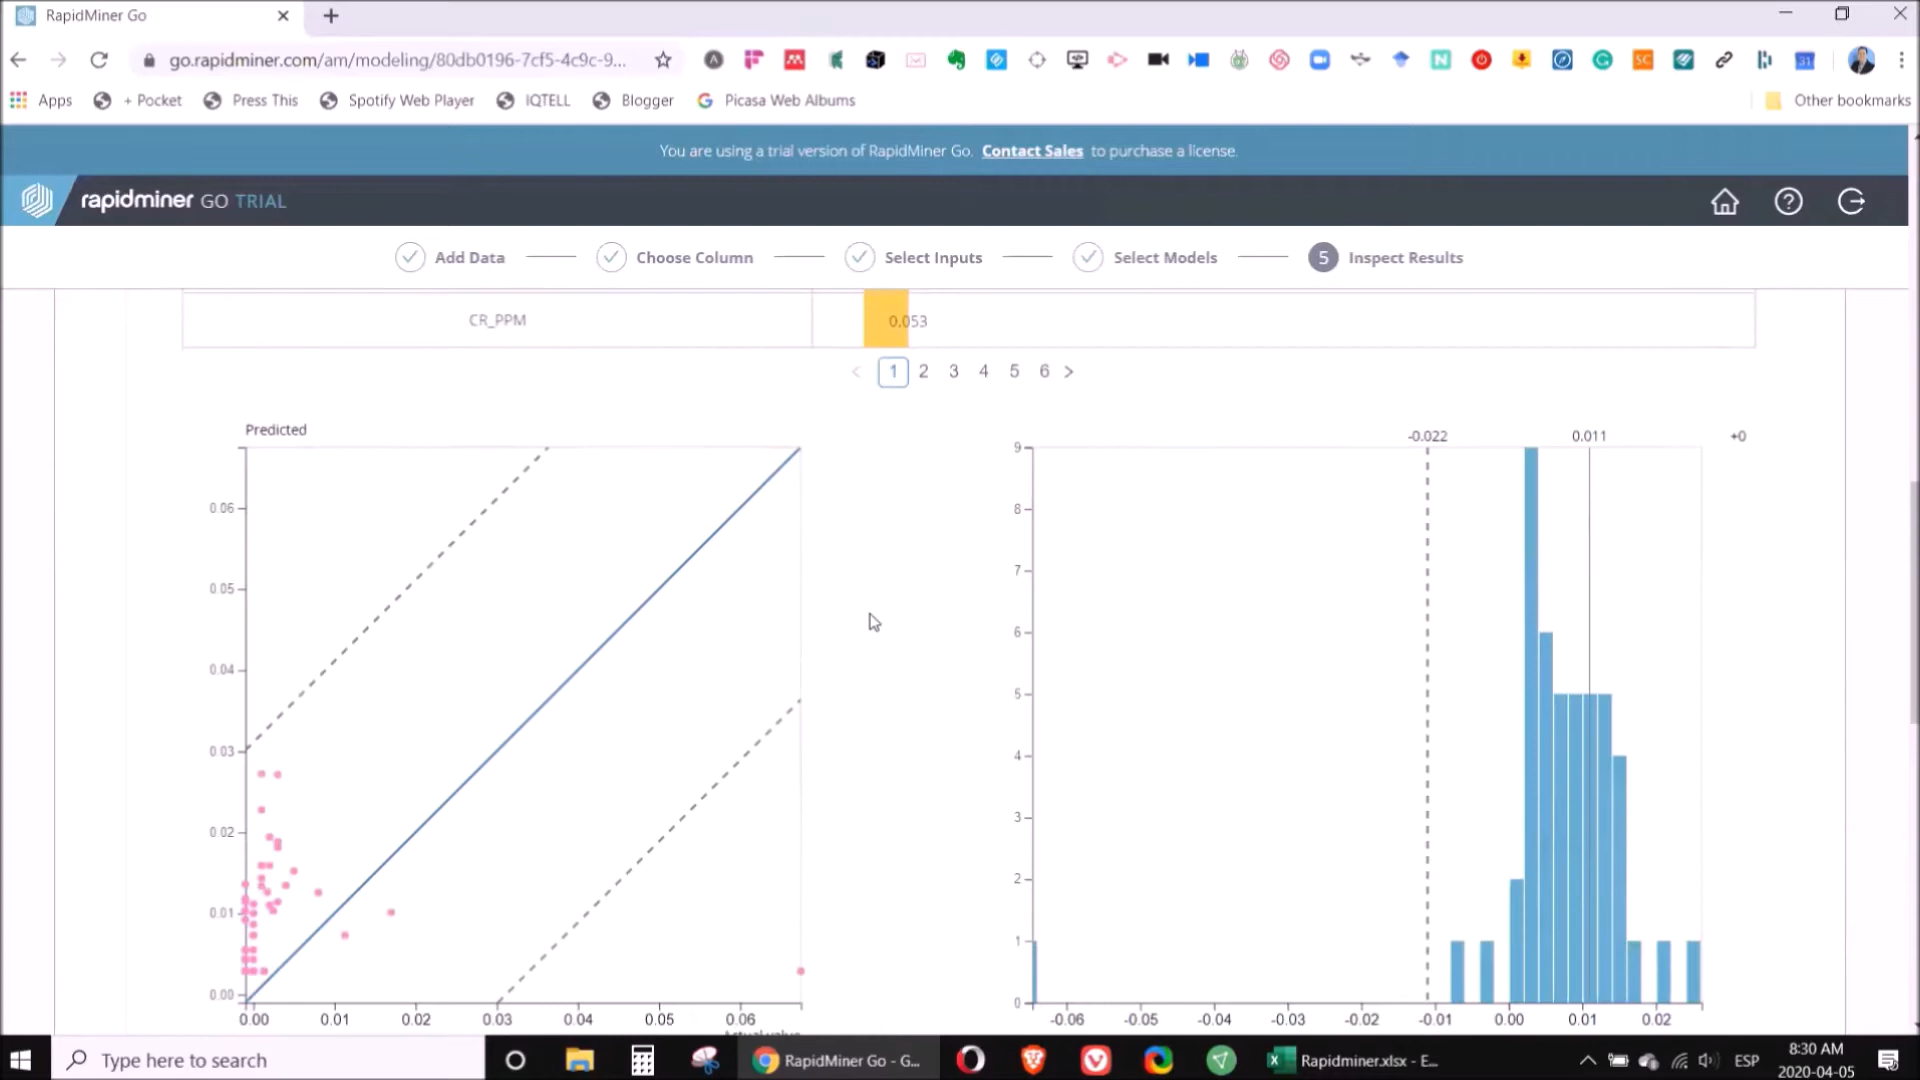 RapidMiner Go
go.rapidminer.com/am/modeling/80db0196-7cf5-4c9c-9...
Apps + Pocket Press This Spotify Web Player IQTELL Blogger Picasa Web Albums Other bookmarks
You are using a trial version of RapidMiner Go. Contact Sales to purchase a license.
rapidminer GO TRIAL
Add Data Choose Column Select Inputs Select Models 5 Inspect Results
CR_PPM 0.053
1 2 3 4 5 6
Predicted
0.06
0.05
0.04
0.03
0.02
0.01
0.00
0.00 0.01 0.02 0.03 0.04 0.05 0.06
Actual value
-0.022 0.011 +0
9
8
7
6
5
4
3
2
1
0
-0.06 -0.05 -0.04 -0.03 -0.02 -0.01 0.00 0.01 0.02
Type here to search
RapidMiner Go - G...
Rapidminer.xlsx - E...
ESP
8:30 AM
2020-04-05